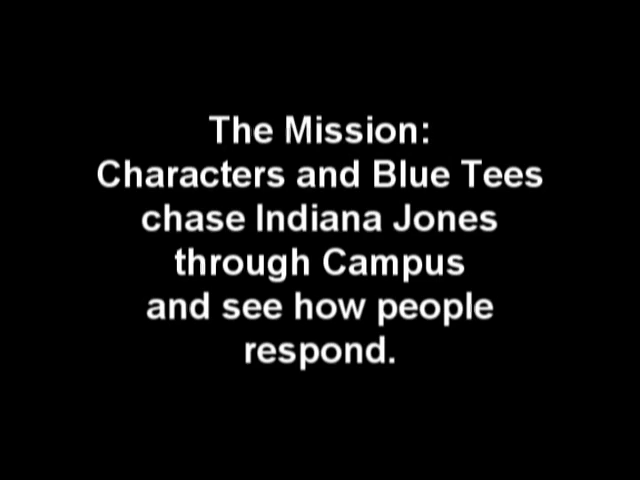 The Mission:
Characters and Blue Tees
chase Indiana Jones
through Campus
and see how people
respond.